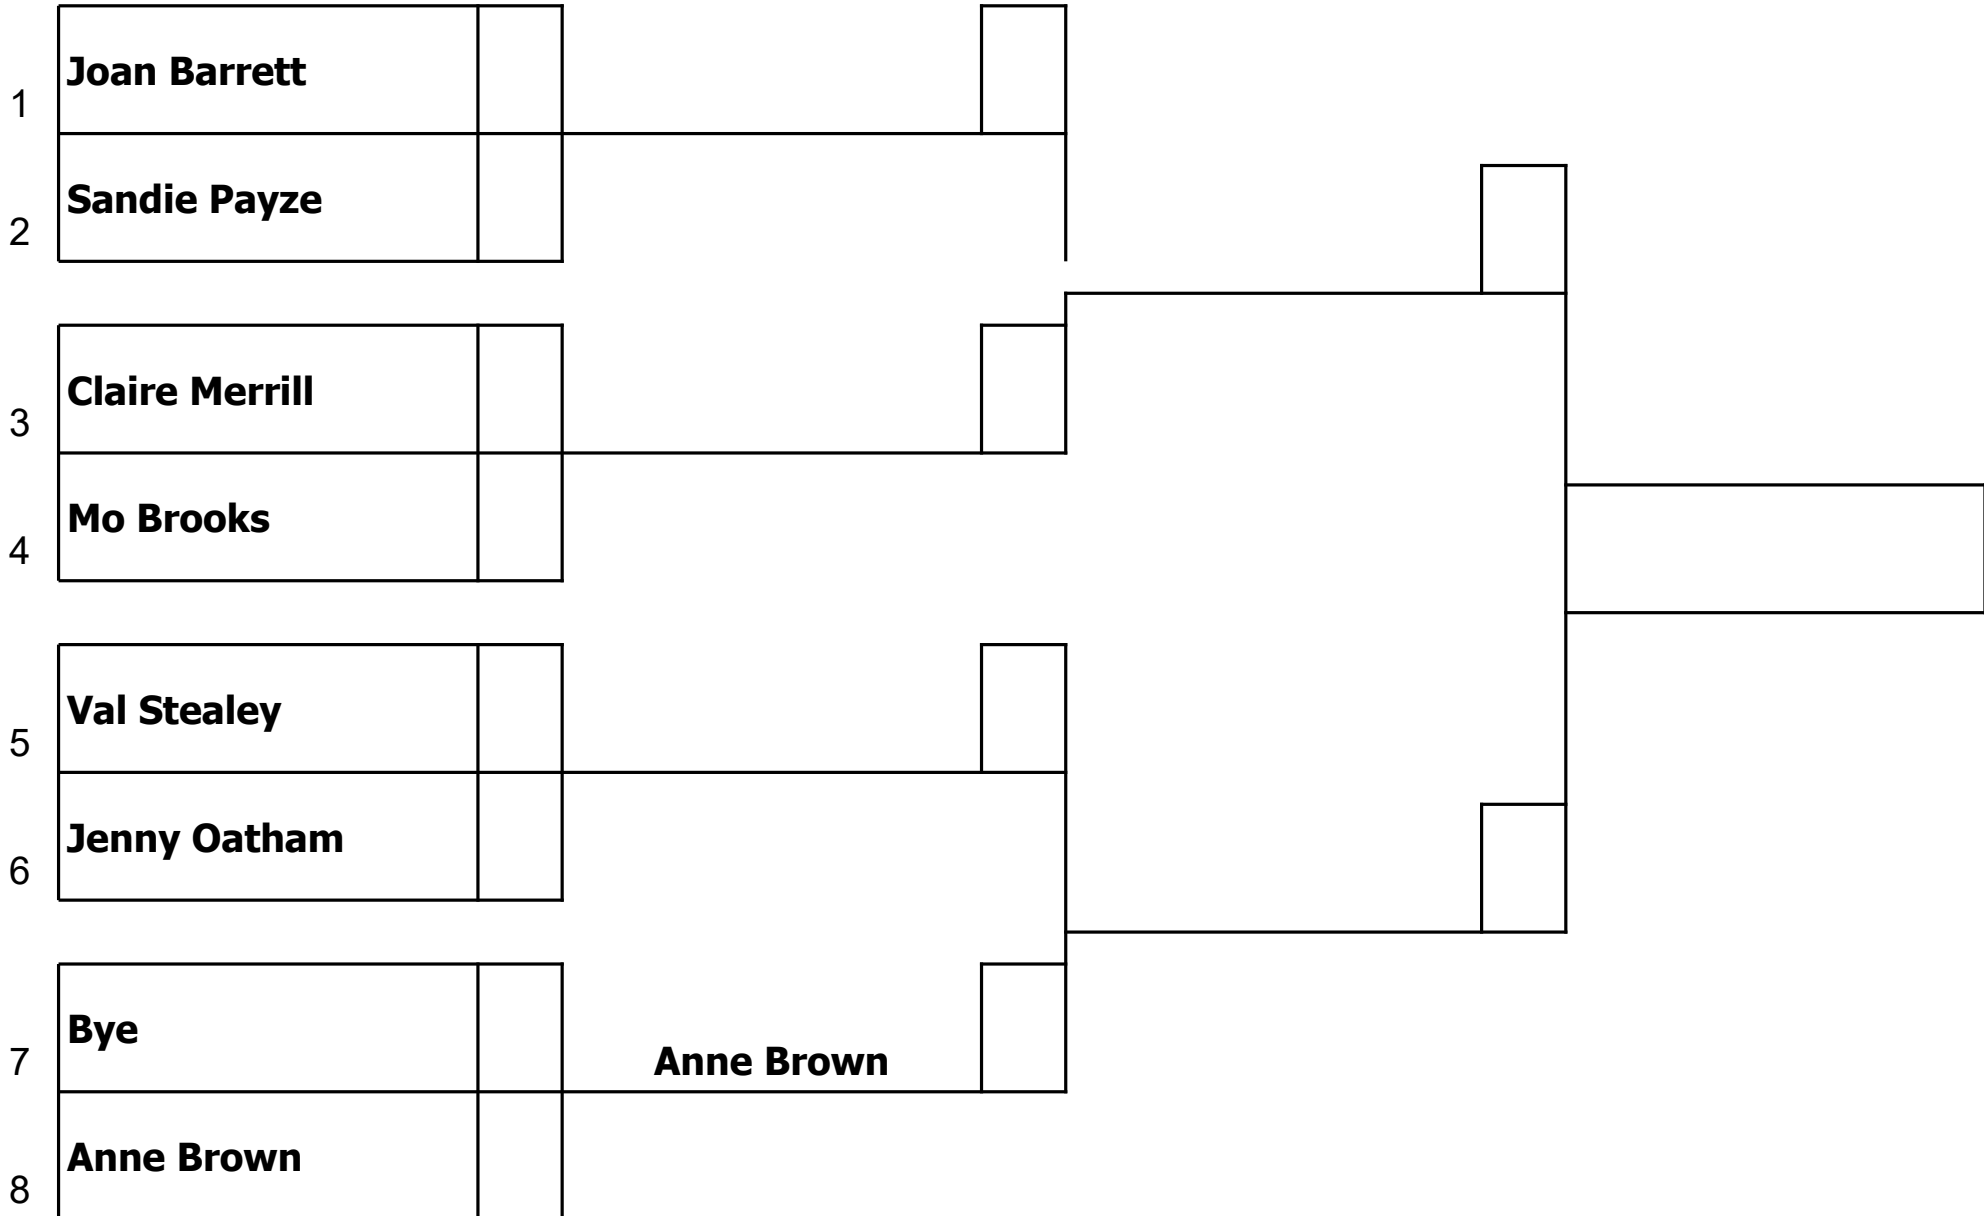 1 Joan Barrett
2 Sandie Payze
3 Claire Merrill
4 Mo Brooks
5 Val Stealey
6 Jenny Oatham
7 Bye
Anne Brown
8 Anne Brown